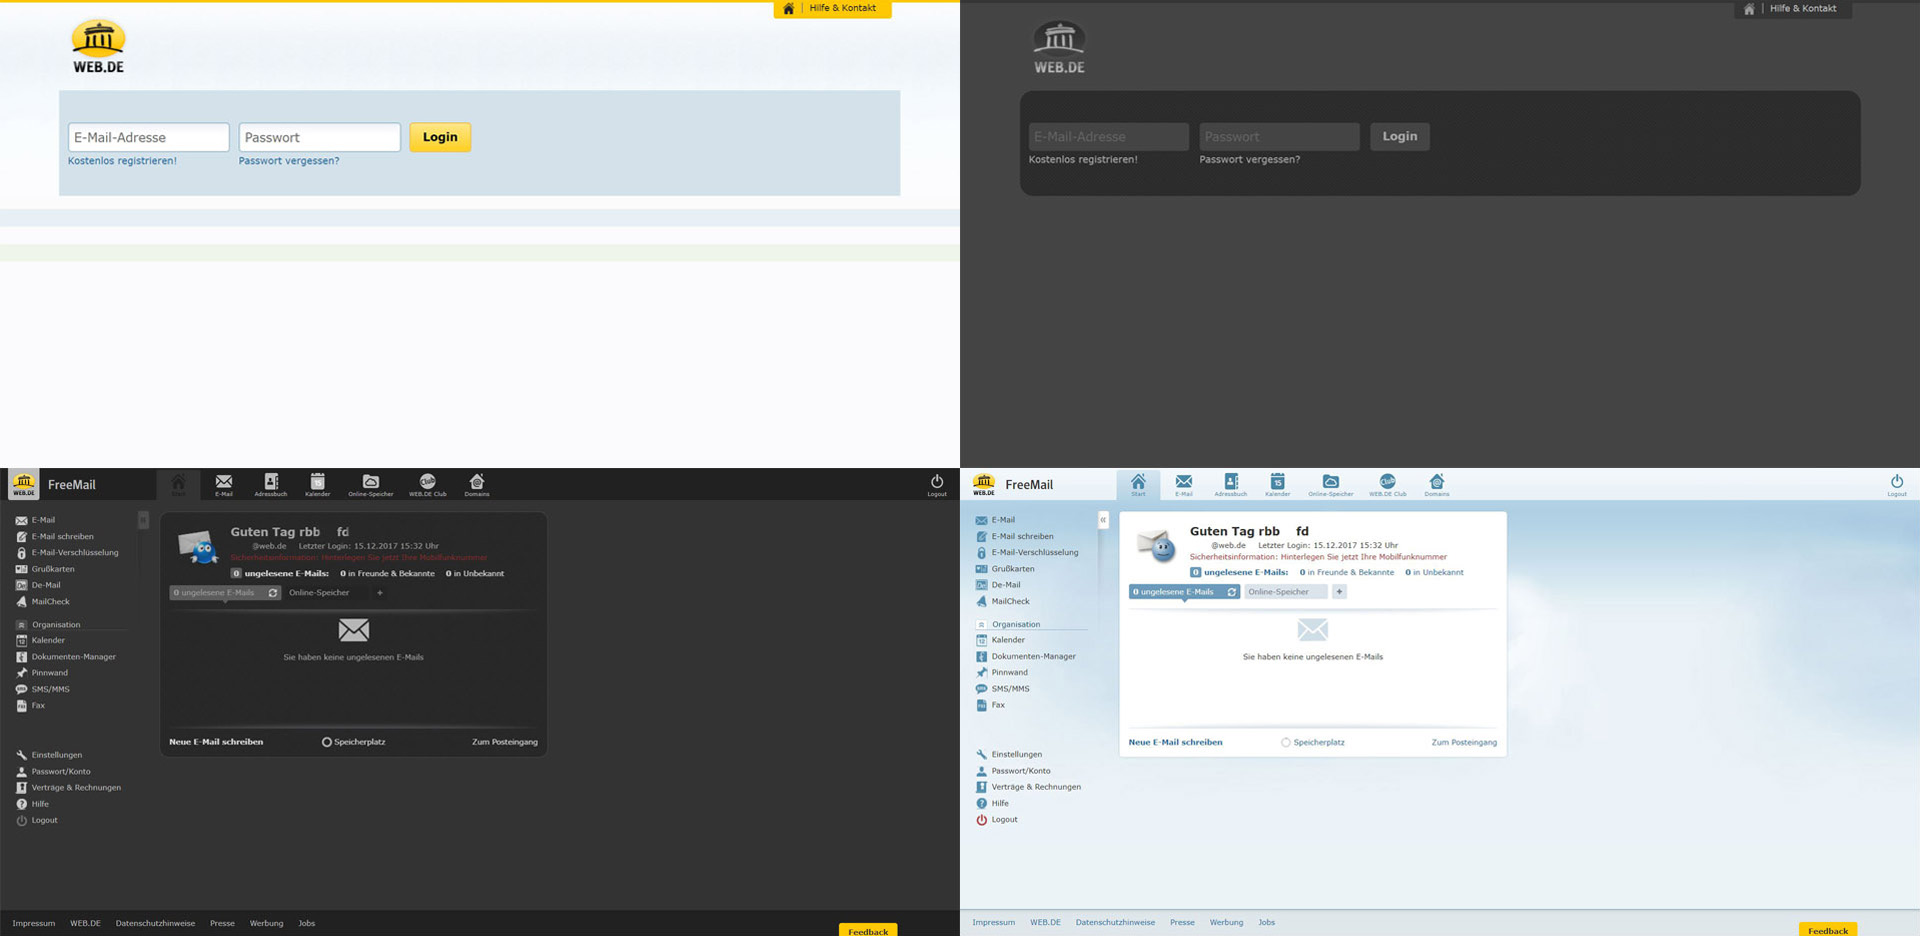 Hilfe & Kontakt
WEB.DE
E-Mail-Adresse Passwort Login
Kostenlos registrieren! Passwort vergessen?
Hilfe & Kontakt
WEB.DE
E-Mail-Adresse Passwort Login
Kostenlos registrieren! Passwort vergessen?
WEB.DE FreeMail
Start E-Mail Adressbuch Kalender Online-Speicher WEB.DE Club Domains Logout
E-Mail
E-Mail schreiben
E-Mail-Verschlüsselung
Grußkarten
De-Mail
MailCheck
Organisation
Kalender
Dokumenten-Manager
Pinnwand
SMS/MMS
Fax
Einstellungen
Passwort/Konto
Verträge & Rechnungen
Hilfe
Logout
Guten Tag rbb fd
@web.de Letzter Login: 15.12.2017 15:32 Uhr
Sicherheitsinformation: Hinterlegen Sie jetzt Ihre Mobilfunknummer
0 ungelesene E-Mails: 0 in Freunde & Bekannte 0 in Unbekannt
0 ungelesene E-Mails Online-Speicher +
Sie haben keine ungelesenen E-Mails
Neue E-Mail schreiben Speicherplatz Zum Posteingang
Impressum WEB.DE Datenschutzhinweise Presse Werbung Jobs
Feedback
WEB.DE FreeMail
Start E-Mail Adressbuch Kalender Online-Speicher WEB.DE Club Domains Logout
E-Mail
E-Mail schreiben
E-Mail-Verschlüsselung
Grußkarten
De-Mail
MailCheck
Organisation
Kalender
Dokumenten-Manager
Pinnwand
SMS/MMS
Fax
Einstellungen
Passwort/Konto
Verträge & Rechnungen
Hilfe
Logout
Guten Tag rbb fd
@web.de Letzter Login: 15.12.2017 15:32 Uhr
Sicherheitsinformation: Hinterlegen Sie jetzt Ihre Mobilfunknummer
0 ungelesene E-Mails: 0 in Freunde & Bekannte 0 in Unbekannt
0 ungelesene E-Mails Online-Speicher +
Sie haben keine ungelesenen E-Mails
Neue E-Mail schreiben Speicherplatz Zum Posteingang
Impressum WEB.DE Datenschutzhinweise Presse Werbung Jobs
Feedback